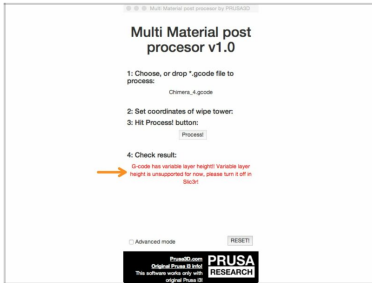 Multi Material post procesor by PRUSA3D
Multi Material post
procesor v1.0
1: Choose, or drop *.gcode file to
process:
Chimera_4.gcode
2: Set coordinates of wipe tower:
3: Hit Process! button:
Process!
4: Check result:
G-code has variable layer height!! Variable layer
height is unsupported for now, please turn it off in
Slic3r!
Advanced mode
RESET!
Prusa3D.com
Original Prusa i3 info!
This software works only with
original Prusa i3!
PRUSA
RESEARCH